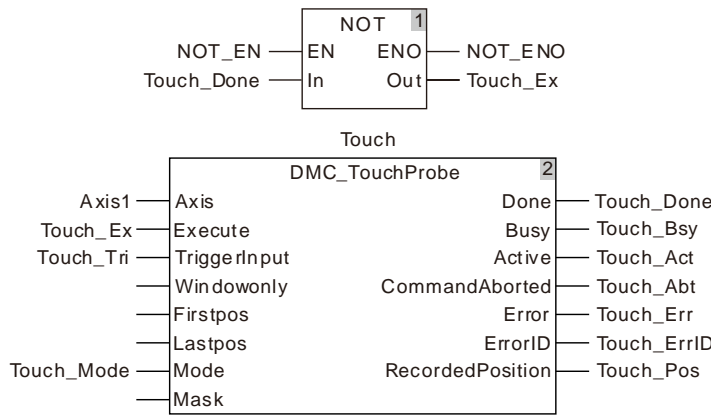 NOT 1
NOT_EN EN ENO NOT_ENO
Touch_Done In Out Touch_Ex
Touch
DMC_TouchProbe 2
Axis1 Axis Done Touch_Done
Touch_Ex Execute Busy Touch_Bsy
Touch_Tri TriggerInput Active Touch_Act
Windowonly CommandAborted Touch_Abt
Firstpos Error Touch_Err
Lastpos ErrorID Touch_ErrID
Touch_Mode Mode RecordedPosition Touch_Pos
Mask